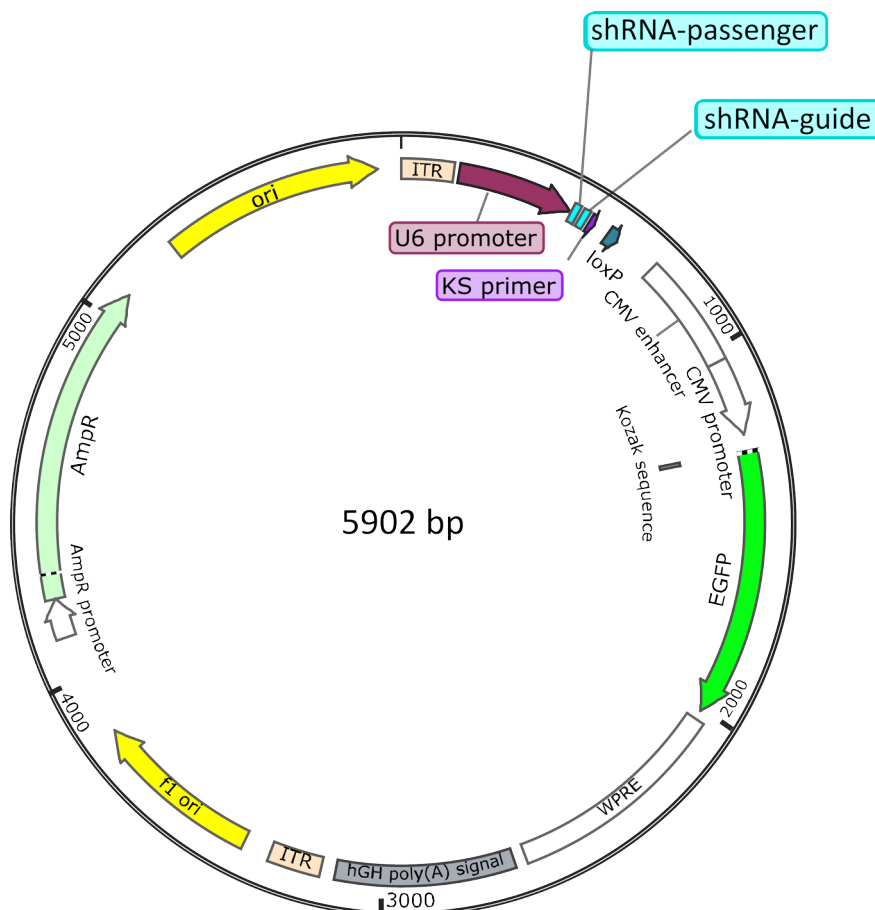 shRNA-passenger
shRNA-guide
ITR
ori
U6 promoter
KS primer
loxP
1000
CMV enhancer
CMV promoter
5000
AmpR
Kozak sequence
5902 bp
EGFP
AmpR promoter
2000
4000
WPRE
f1 ori
ITR
hGH poly(A) signal
3000